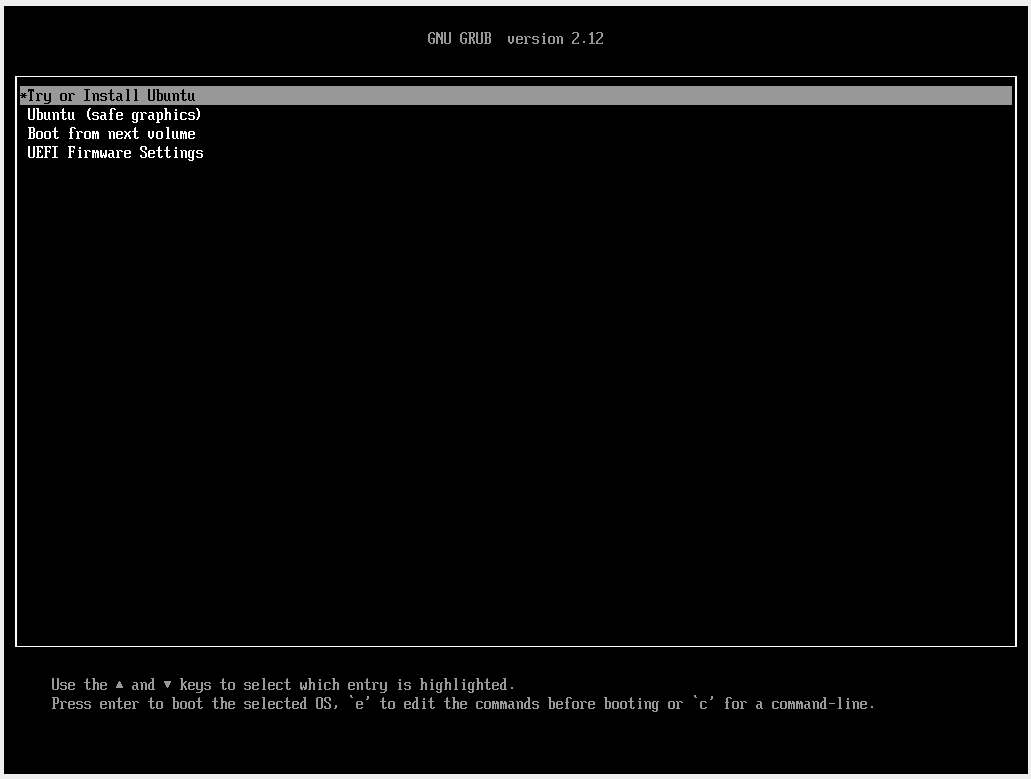 GNU GRUB  version 2.12
*Try or Install Ubuntu
Ubuntu (safe graphics)
Boot from next volume
UEFI Firmware Settings
Use the ▲ and ▼ keys to select which entry is highlighted.
Press enter to boot the selected OS, `e' to edit the commands before booting or `c' for a command-line.